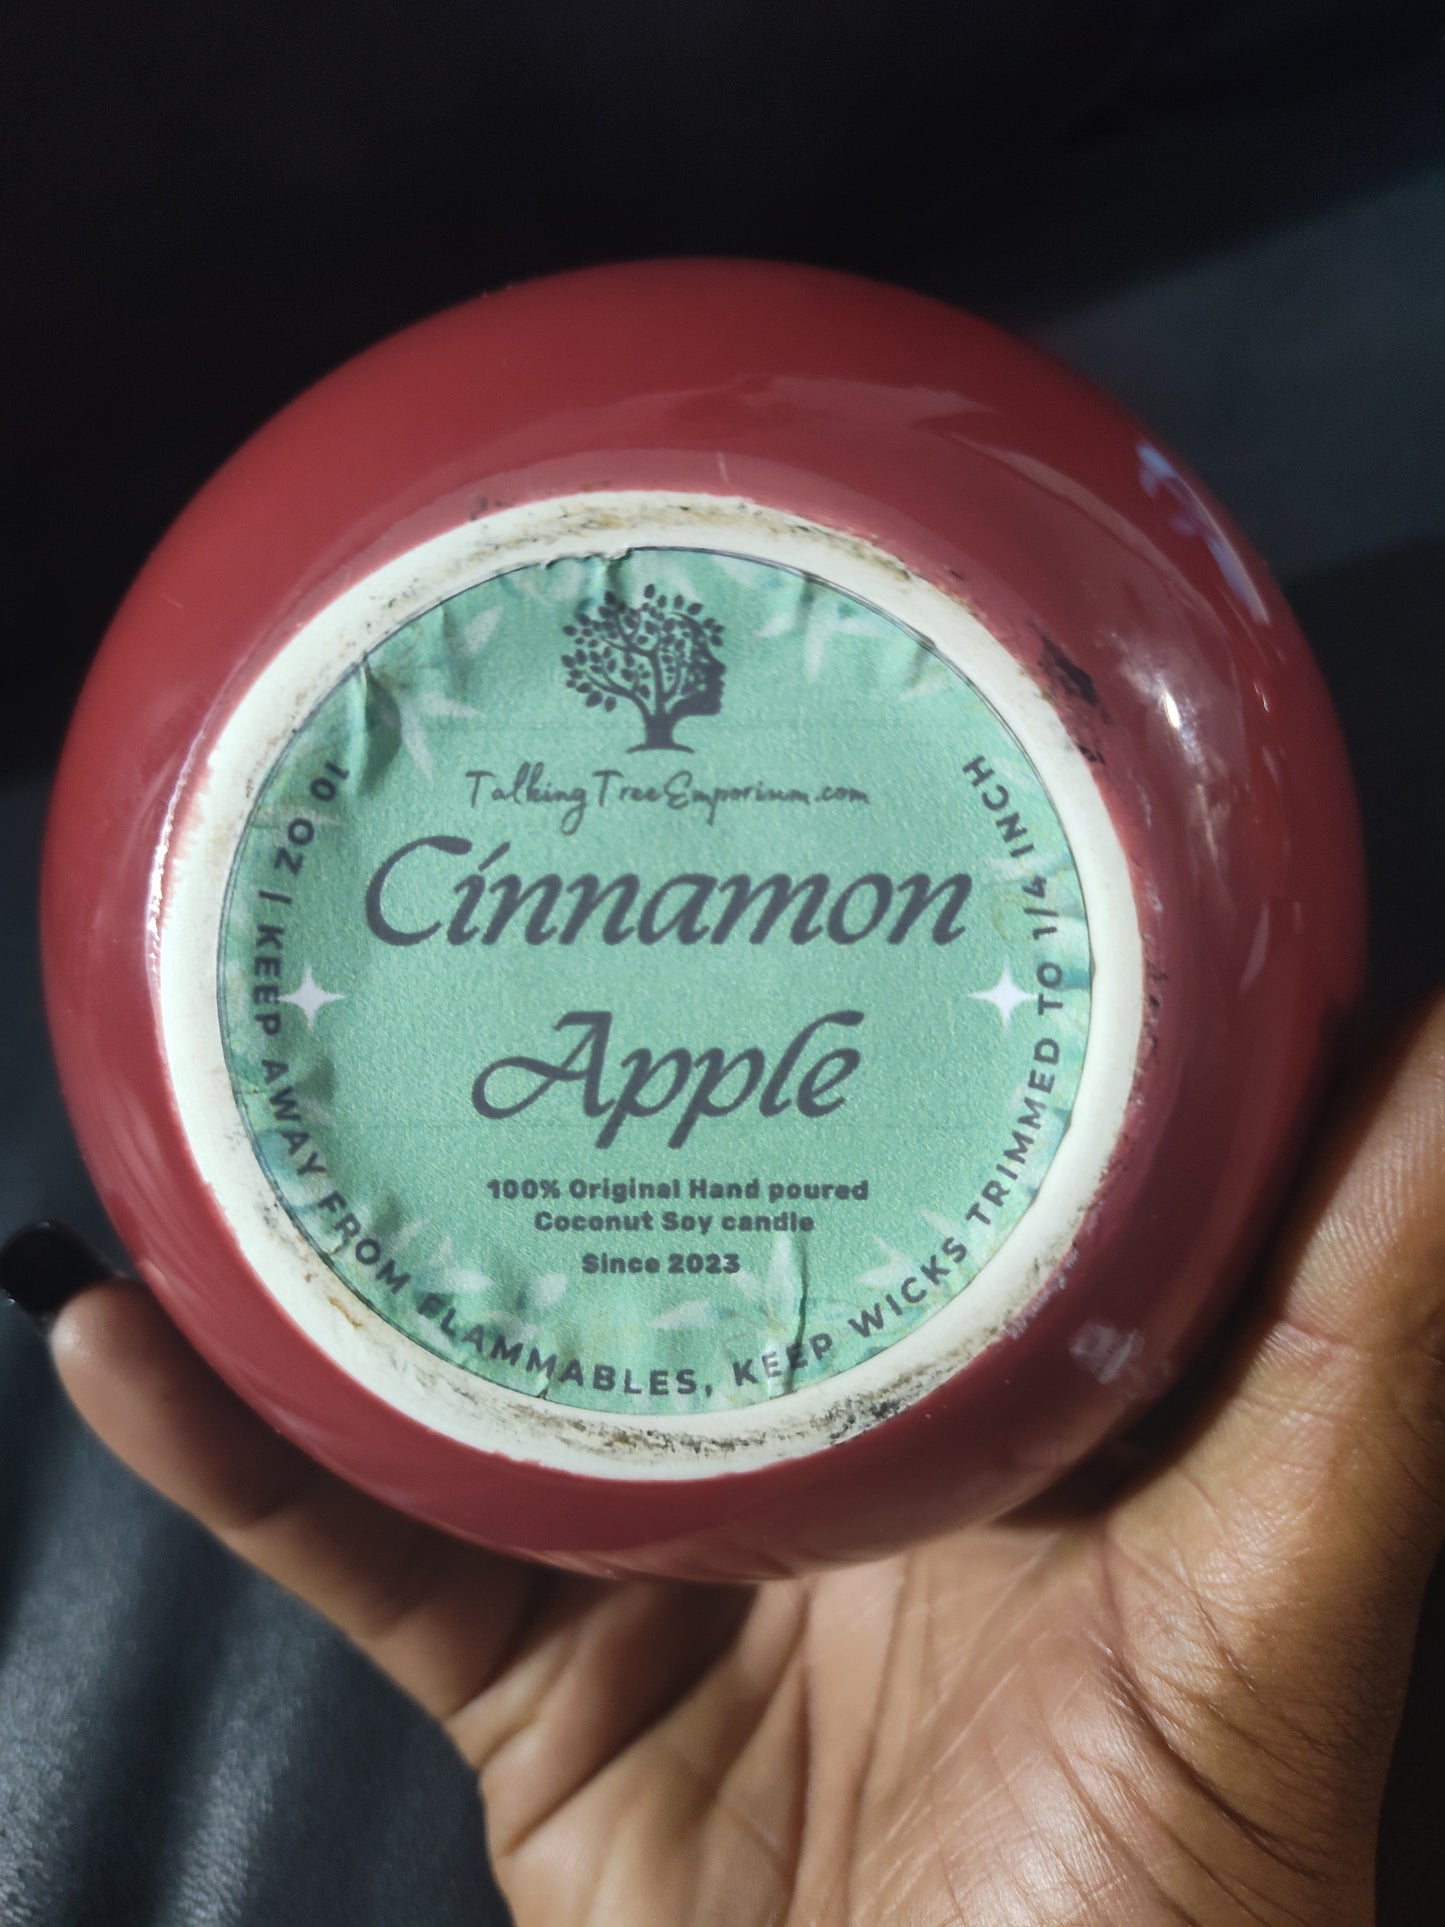 TalkingTreeEmporium.com
Cinnamon
Apple
100% Original Hand poured
Coconut Soy candle
Since 2023
10 OZ | KEEP AWAY FROM FLAMMABLES, KEEP WICKS TRIMMED TO 1/4 INCH